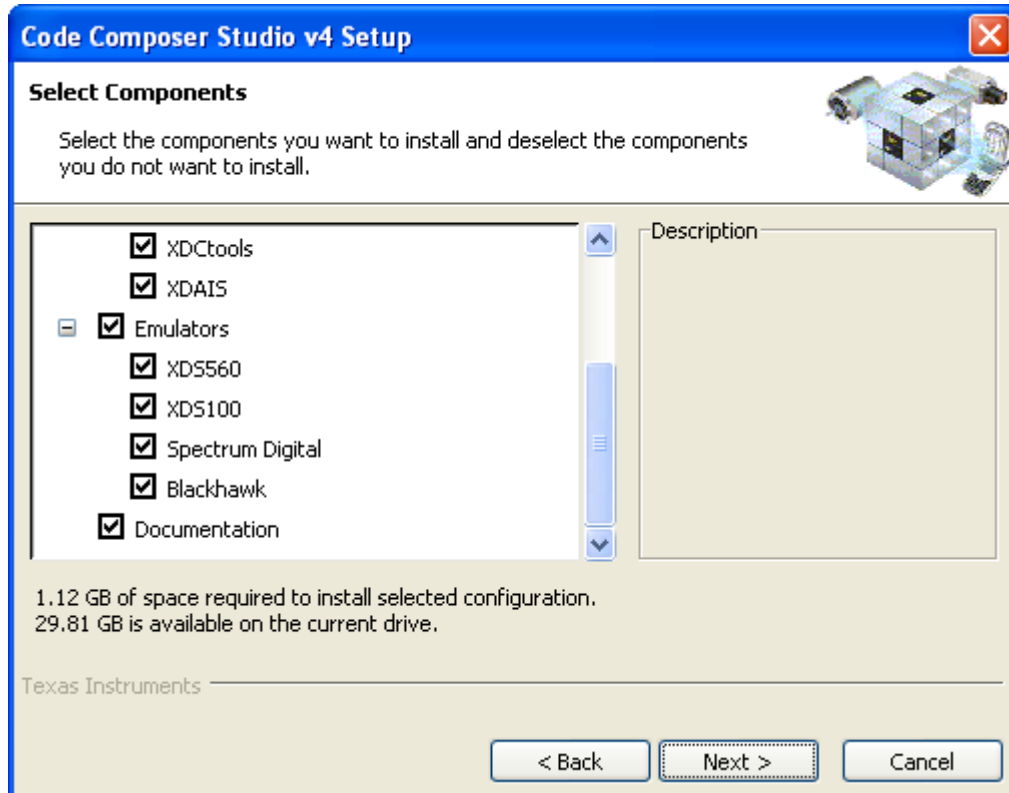 Code Composer Studio v4 Setup
Select Components
Select the components you want to install and deselect the components
you do not want to install.
XDCtools
XDAIS
Emulators
XDS560
XDS100
Spectrum Digital
Blackhawk
Documentation
Description
1.12 GB of space required to install selected configuration.
29.81 GB is available on the current drive.
Texas Instruments
< Back
Next >
Cancel